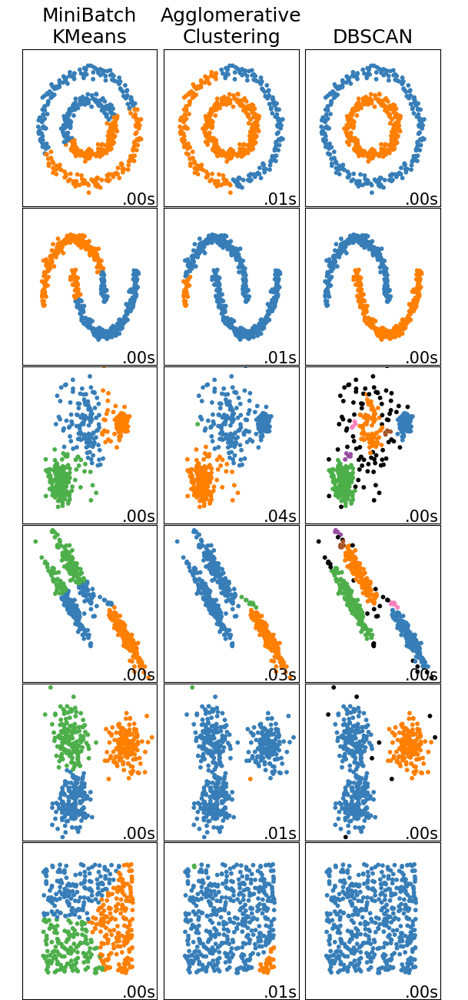 MiniBatch
KMeans
Agglomerative
Clustering
DBSCAN
.00s
.01s
.00s
.00s
.01s
.00s
.00s
.04s
.00s
.00s
.03s
.00s
.00s
.01s
.00s
.00s
.01s
.00s